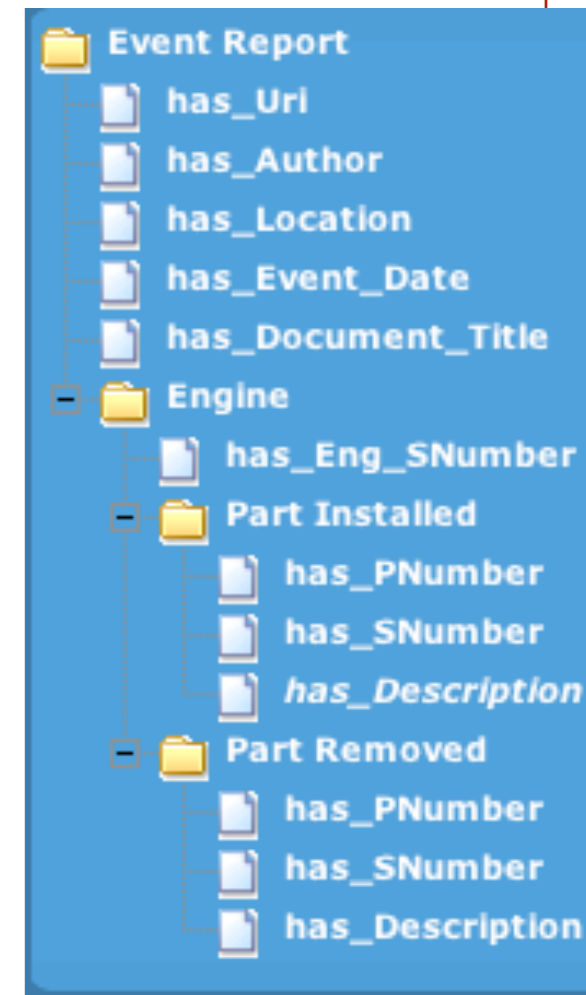 Event Report
has_Uri
has_Author
has_Location
has_Event_Date
has_Document_Title
Engine
has_Eng_SNumber
Part Installed
has_PNumber
has_SNumber
has_Description
Part Removed
has_PNumber
has_SNumber
has_Description